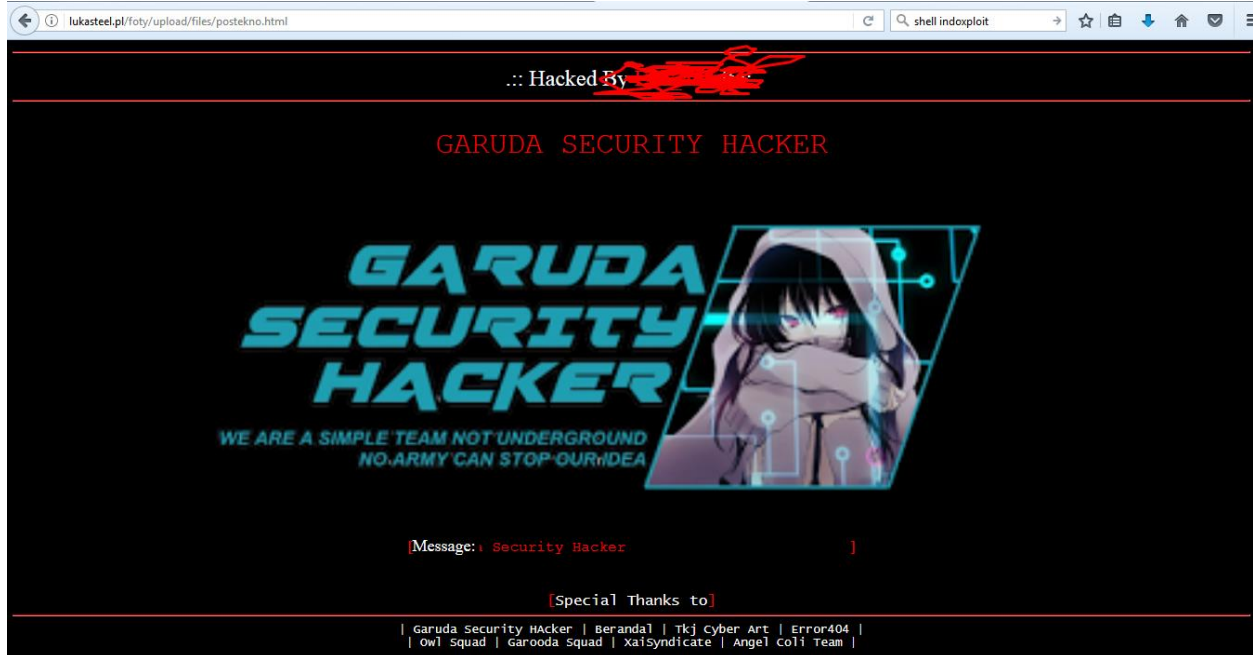 lukasteel.pl/foty/upload/files/postekno.html
shell indoxploit
.:: Hacked By
GARUDA SECURITY HACKER
GARUDA
SECURITY
HACKER
WE ARE A SIMPLE TEAM NOT UNDERGROUND
NO ARMY CAN STOP OUR IDEA
[Message: Security Hacker ]
[Special Thanks to]
| Garuda Security HAcker | Berandal | Tkj Cyber Art | Error404 |
| Owl Squad | Garooda Squad | XaiSyndicate | Angel Coli Team |